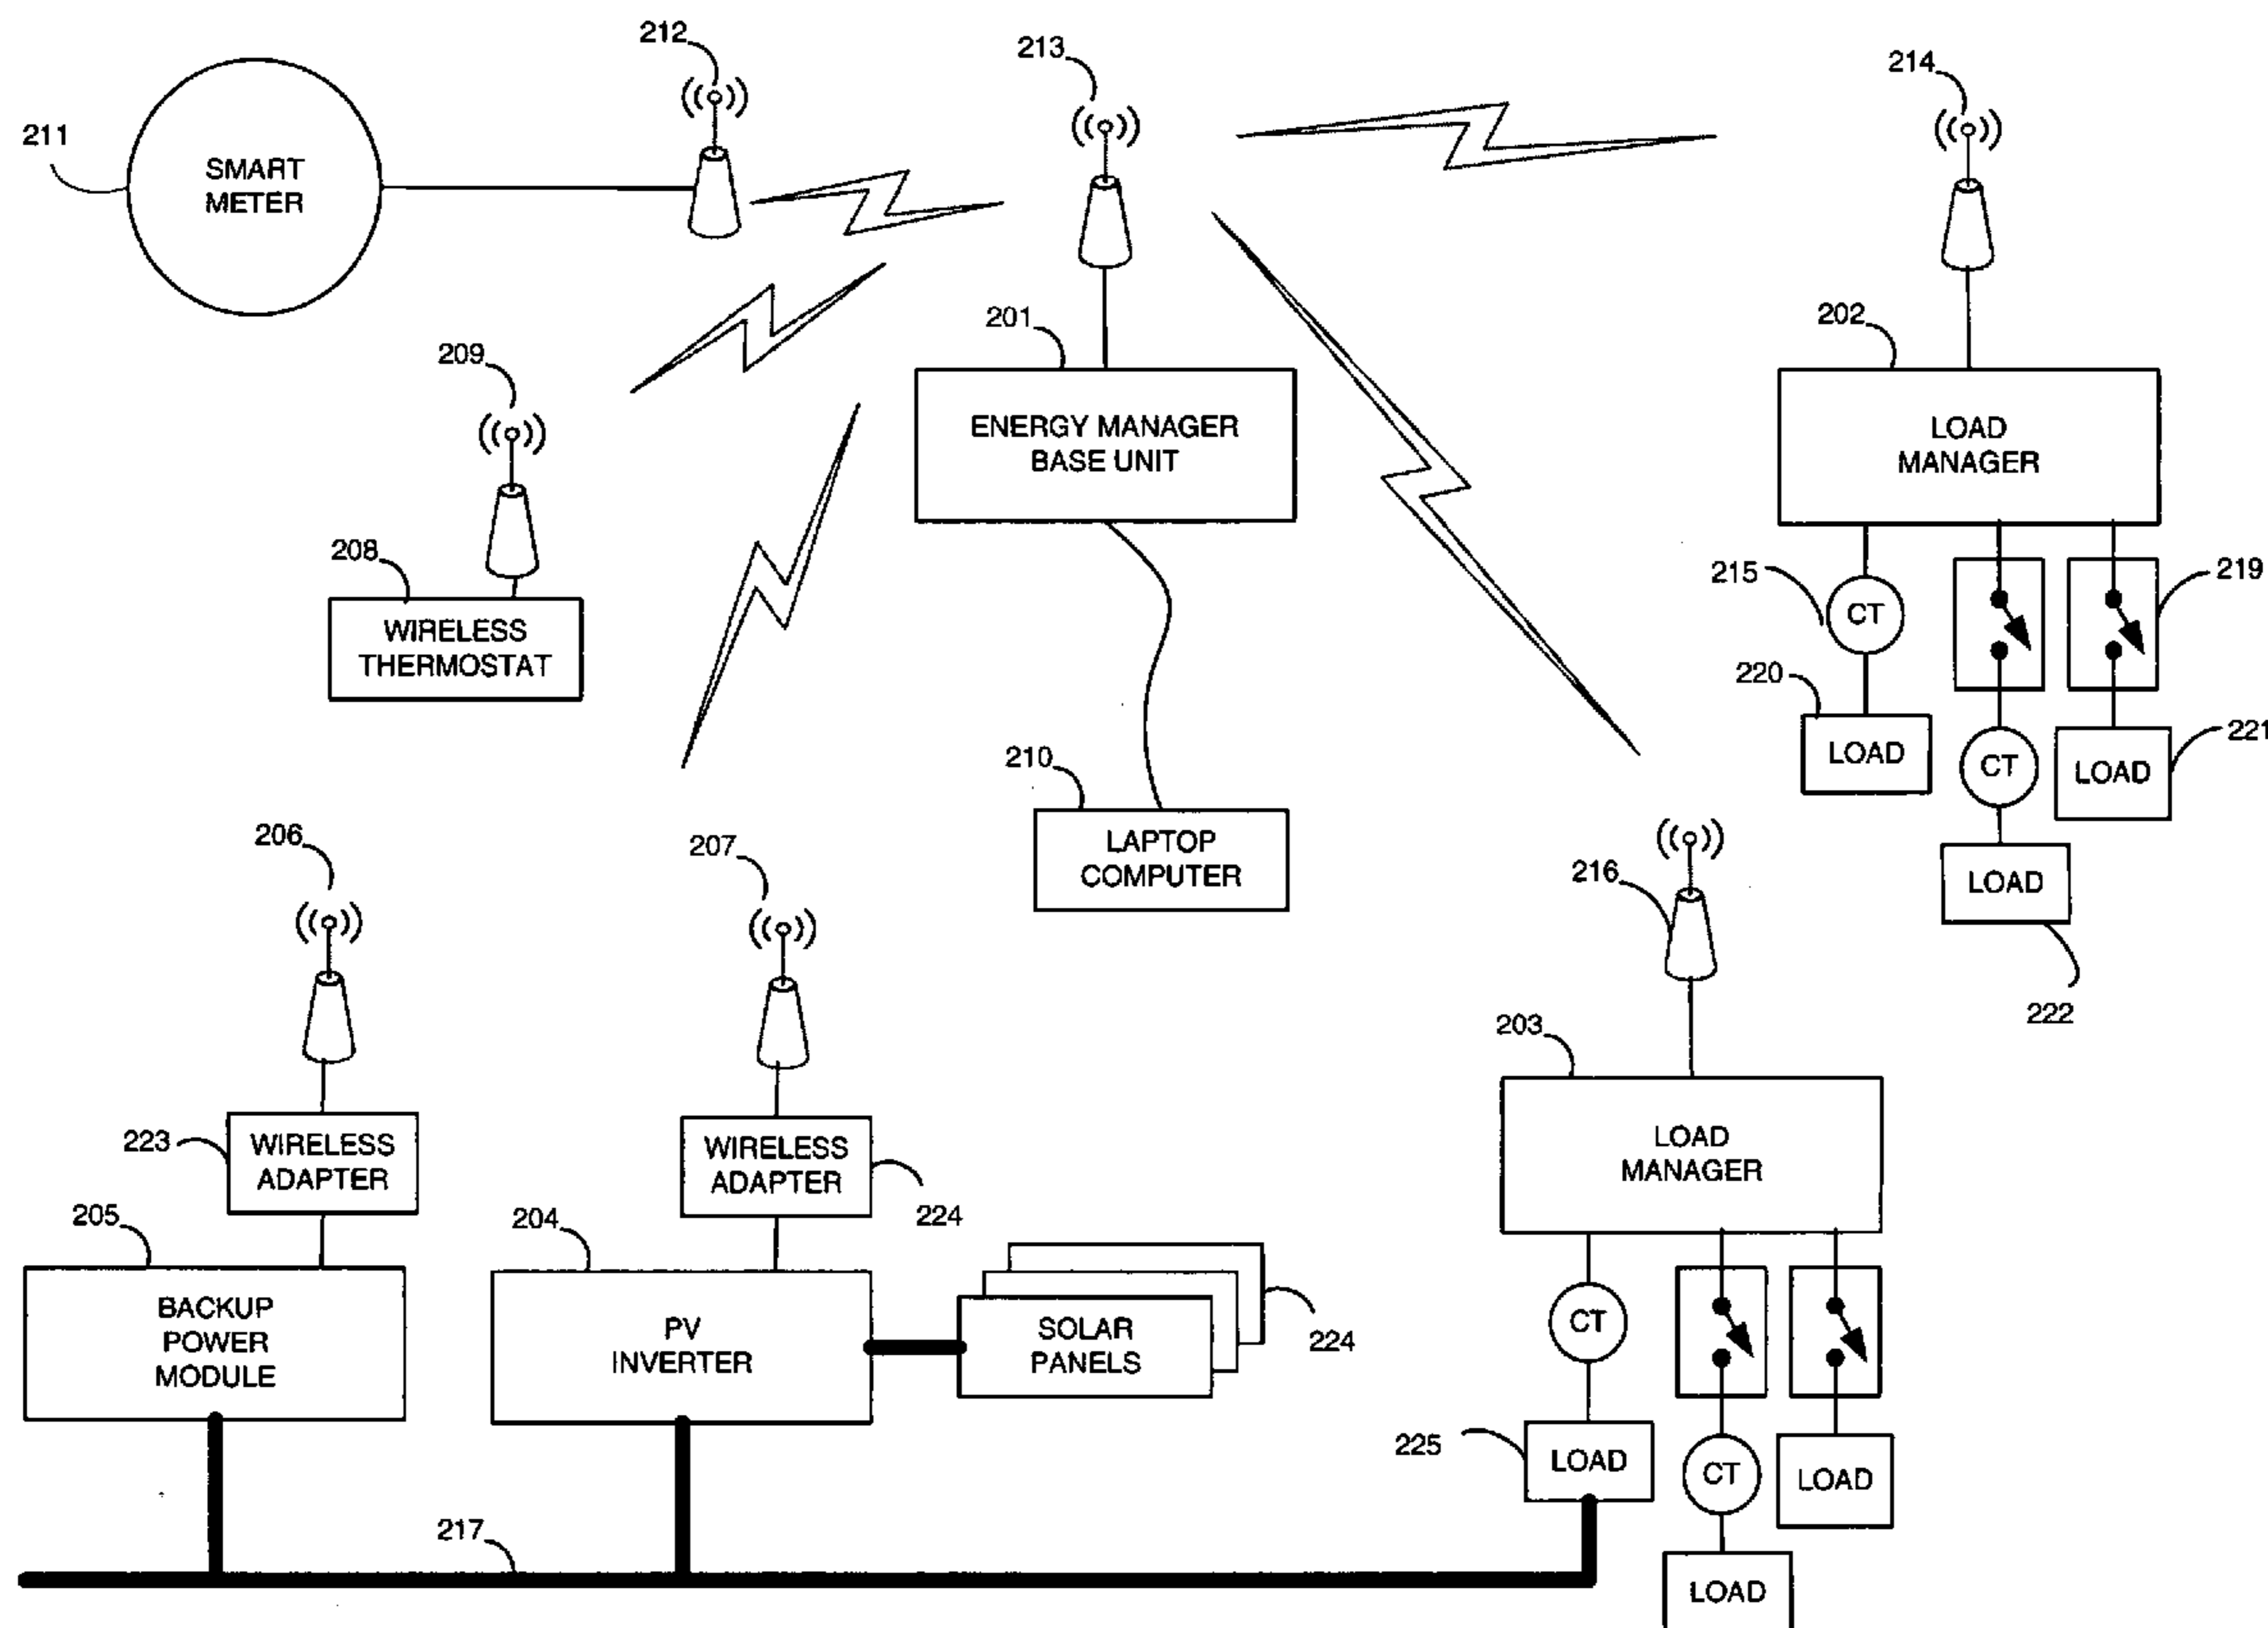 212
213
214
211
SMART
METER
201
202
209
ENERGY MANAGER
BASE UNIT
LOAD
MANAGER
208
WIRELESS
THERMOSTAT
215
CT
219
220
LOAD
221
CT
LOAD
210
LAPTOP
COMPUTER
LOAD
222
206
207
216
203
223
WIRELESS
ADAPTER
WIRELESS
ADAPTER
224
LOAD
MANAGER
205
204
BACKUP
POWER
MODULE
PV
INVERTER
SOLAR
PANELS
224
CT
225
LOAD
CT
LOAD
217
LOAD